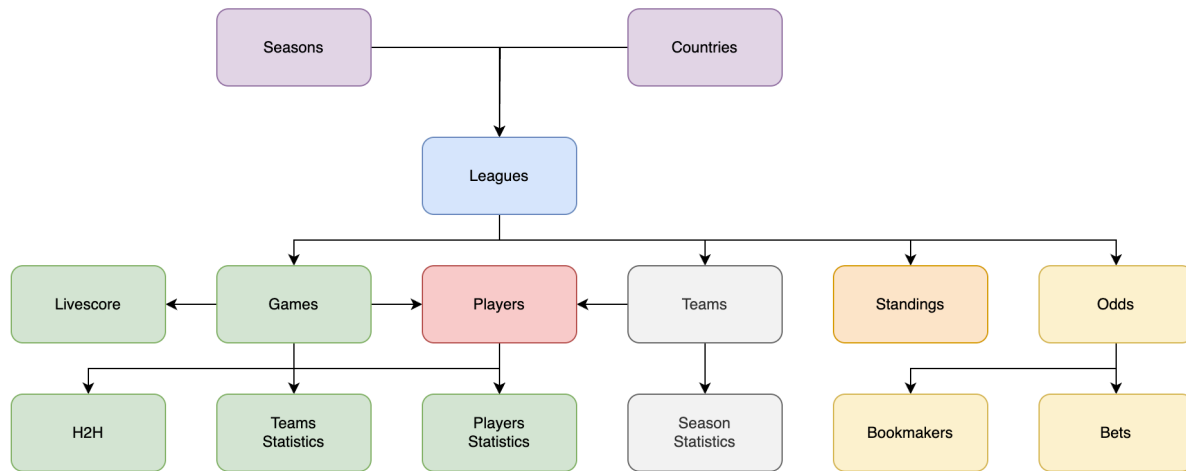 Seasons
Countries
Leagues
Livescore
Games
Players
Teams
Standings
Odds
H2H
Teams
Statistics
Players
Statistics
Season
Statistics
Bookmakers
Bets